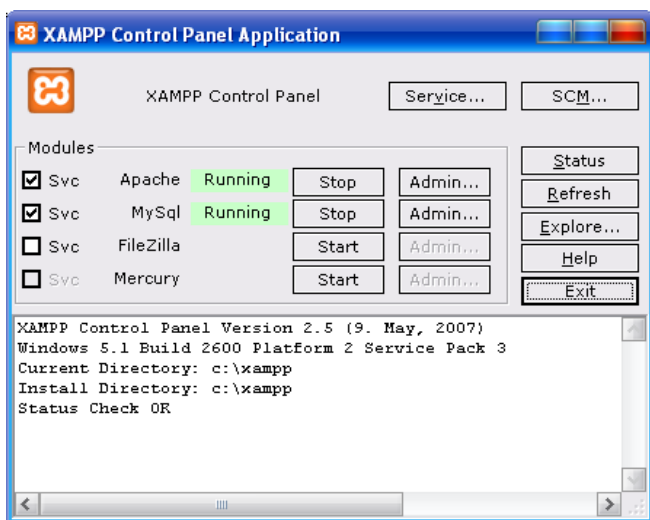 XAMPP Control Panel Application
XAMPP Control Panel
Service...
SCM...
Modules
Svc Apache Running Stop Admin...
Svc MySql Running Stop Admin...
Svc FileZilla Start Admin...
Svc Mercury Start Admin...
Status
Refresh
Explore...
Help
Exit
XAMPP Control Panel Version 2.5 (9. May, 2007)
Windows 5.1 Build 2600 Platform 2 Service Pack 3
Current Directory: c:\xampp
Install Directory: c:\xampp
Status Check OR